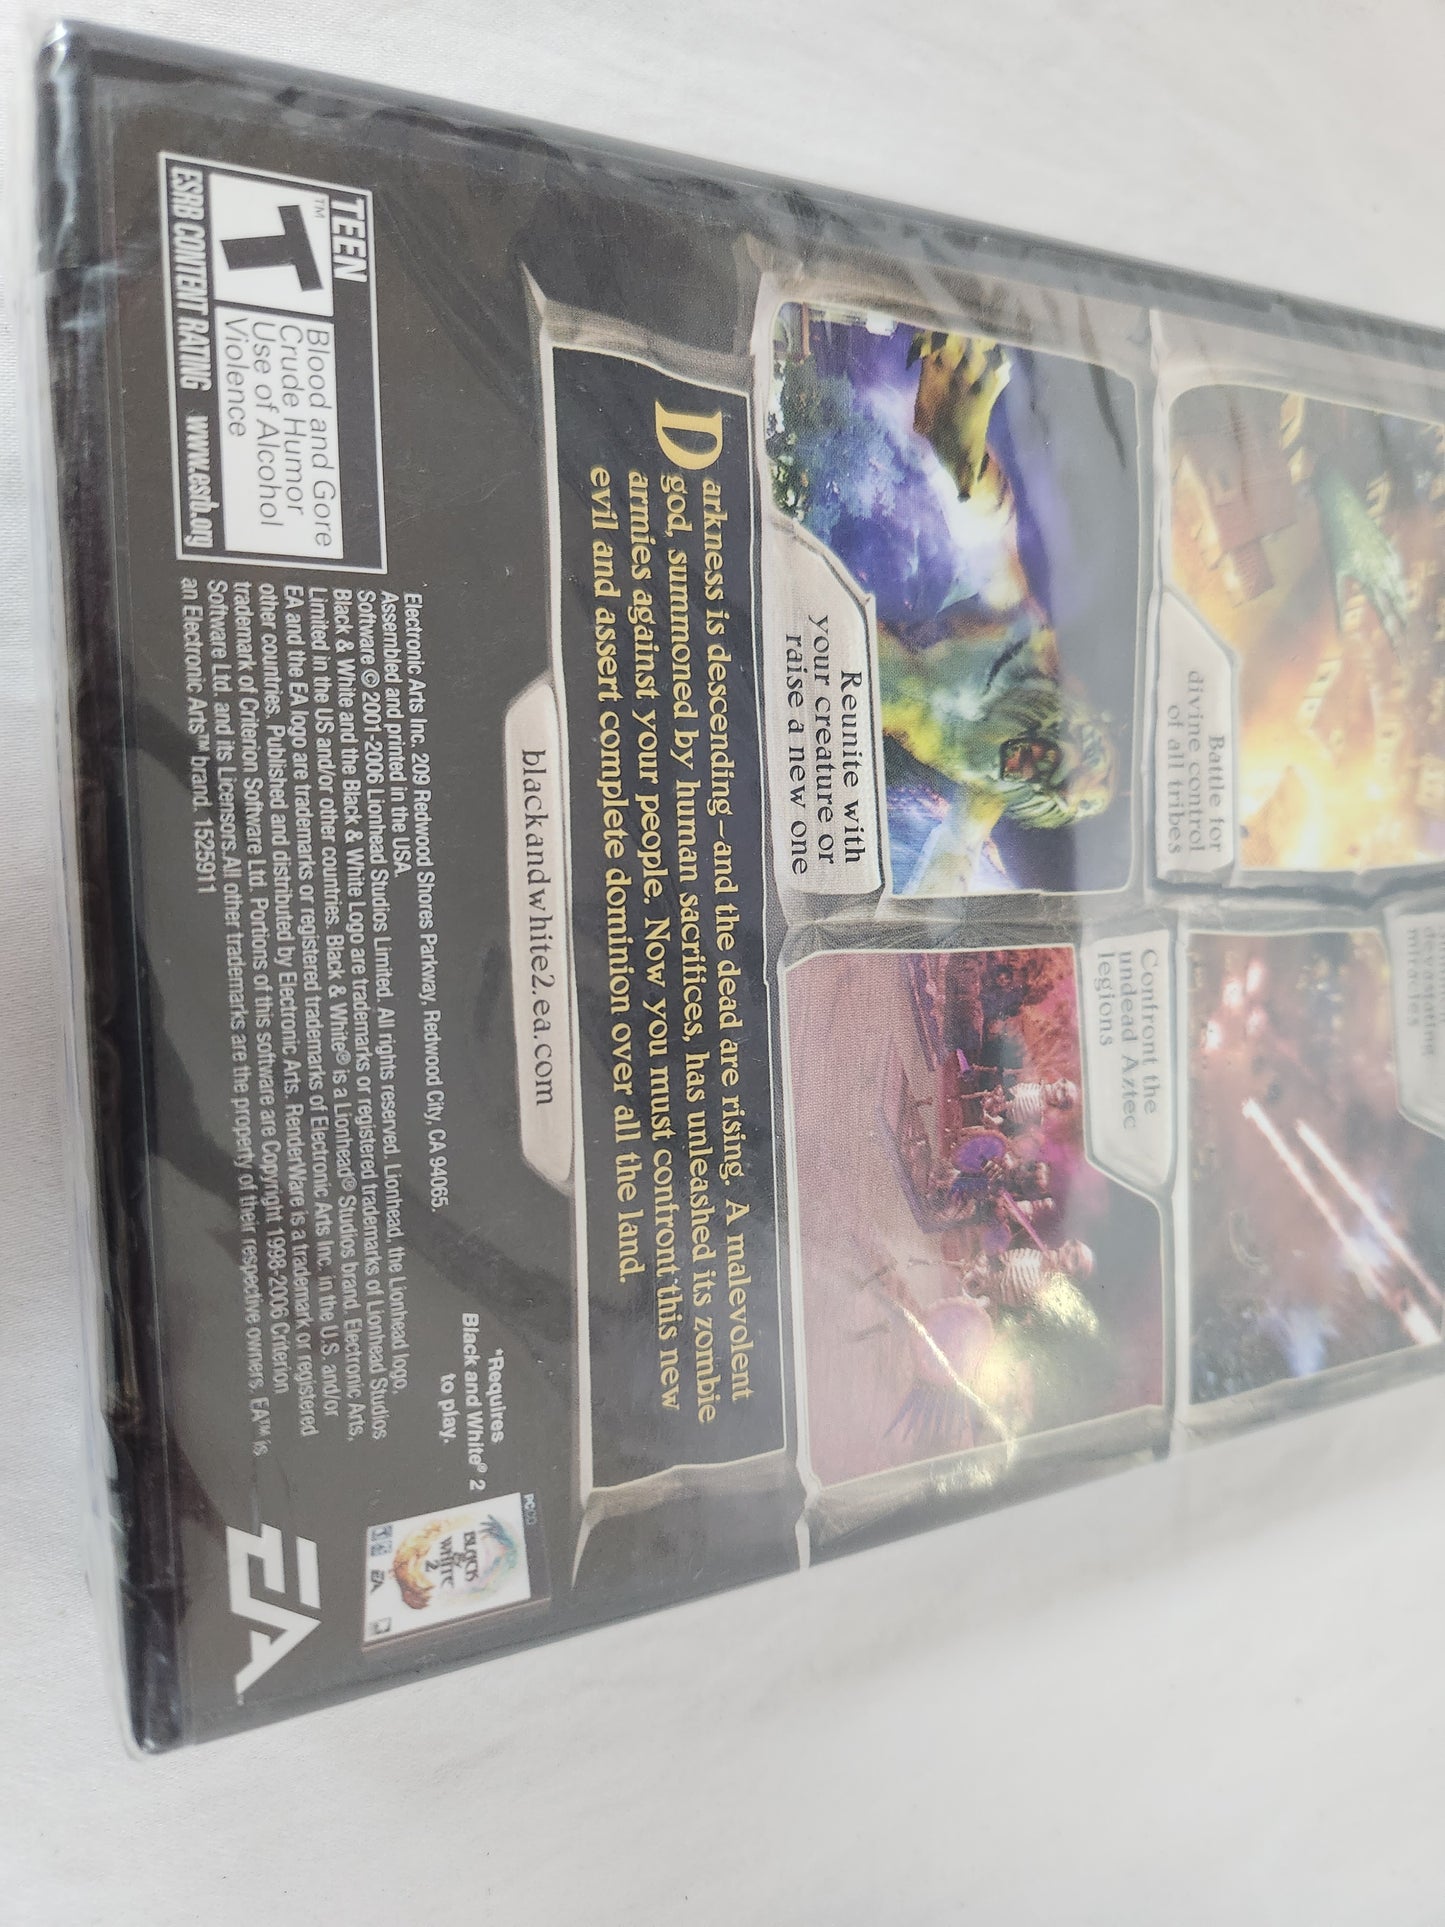 devastating
miracles
Battle for
divine control
of all tribes
Confront the
undead Aztec
legions
Reunite with
your creature or
raise a new one
Darkness is descending–and the dead are rising. A malevolent
god, summoned by human sacrifices, has unleashed its zombie
armies against your people. Now you must confront this new
evil and assert complete dominion over all the land.
blackandwhite2.ea.com
*Requires
Black and White® 2
to play.
BLACK
&
WHITE
2
EA
TEEN
T™
Blood and Gore
Crude Humor
Use of Alcohol
Violence
ESRB CONTENT RATING www.esrb.org
Electronic Arts Inc. 209 Redwood Shores Parkway, Redwood City, CA 94065.
Assembled and printed in the USA.
Software © 2001-2006 Lionhead Studios Limited. All rights reserved. Lionhead, the Lionhead logo,
Black & White and the Black & White Logo are trademarks or registered trademarks of Lionhead Studios
Limited in the US and/or other countries. Black & White® is a Lionhead® Studios brand. Electronic Arts,
EA and the EA logo are trademarks or registered trademarks of Electronic Arts Inc. in the U.S. and/or
other countries. Published and distributed by Electronic Arts. RenderWare is a trademark or registered
trademark of Criterion Software Ltd. Portions of this software are Copyright 1998-2006 Criterion
Software Ltd. and its Licensors. All other trademarks are the property of their respective owners. EA™ is
an Electronic Arts™ brand. 1525911
EA